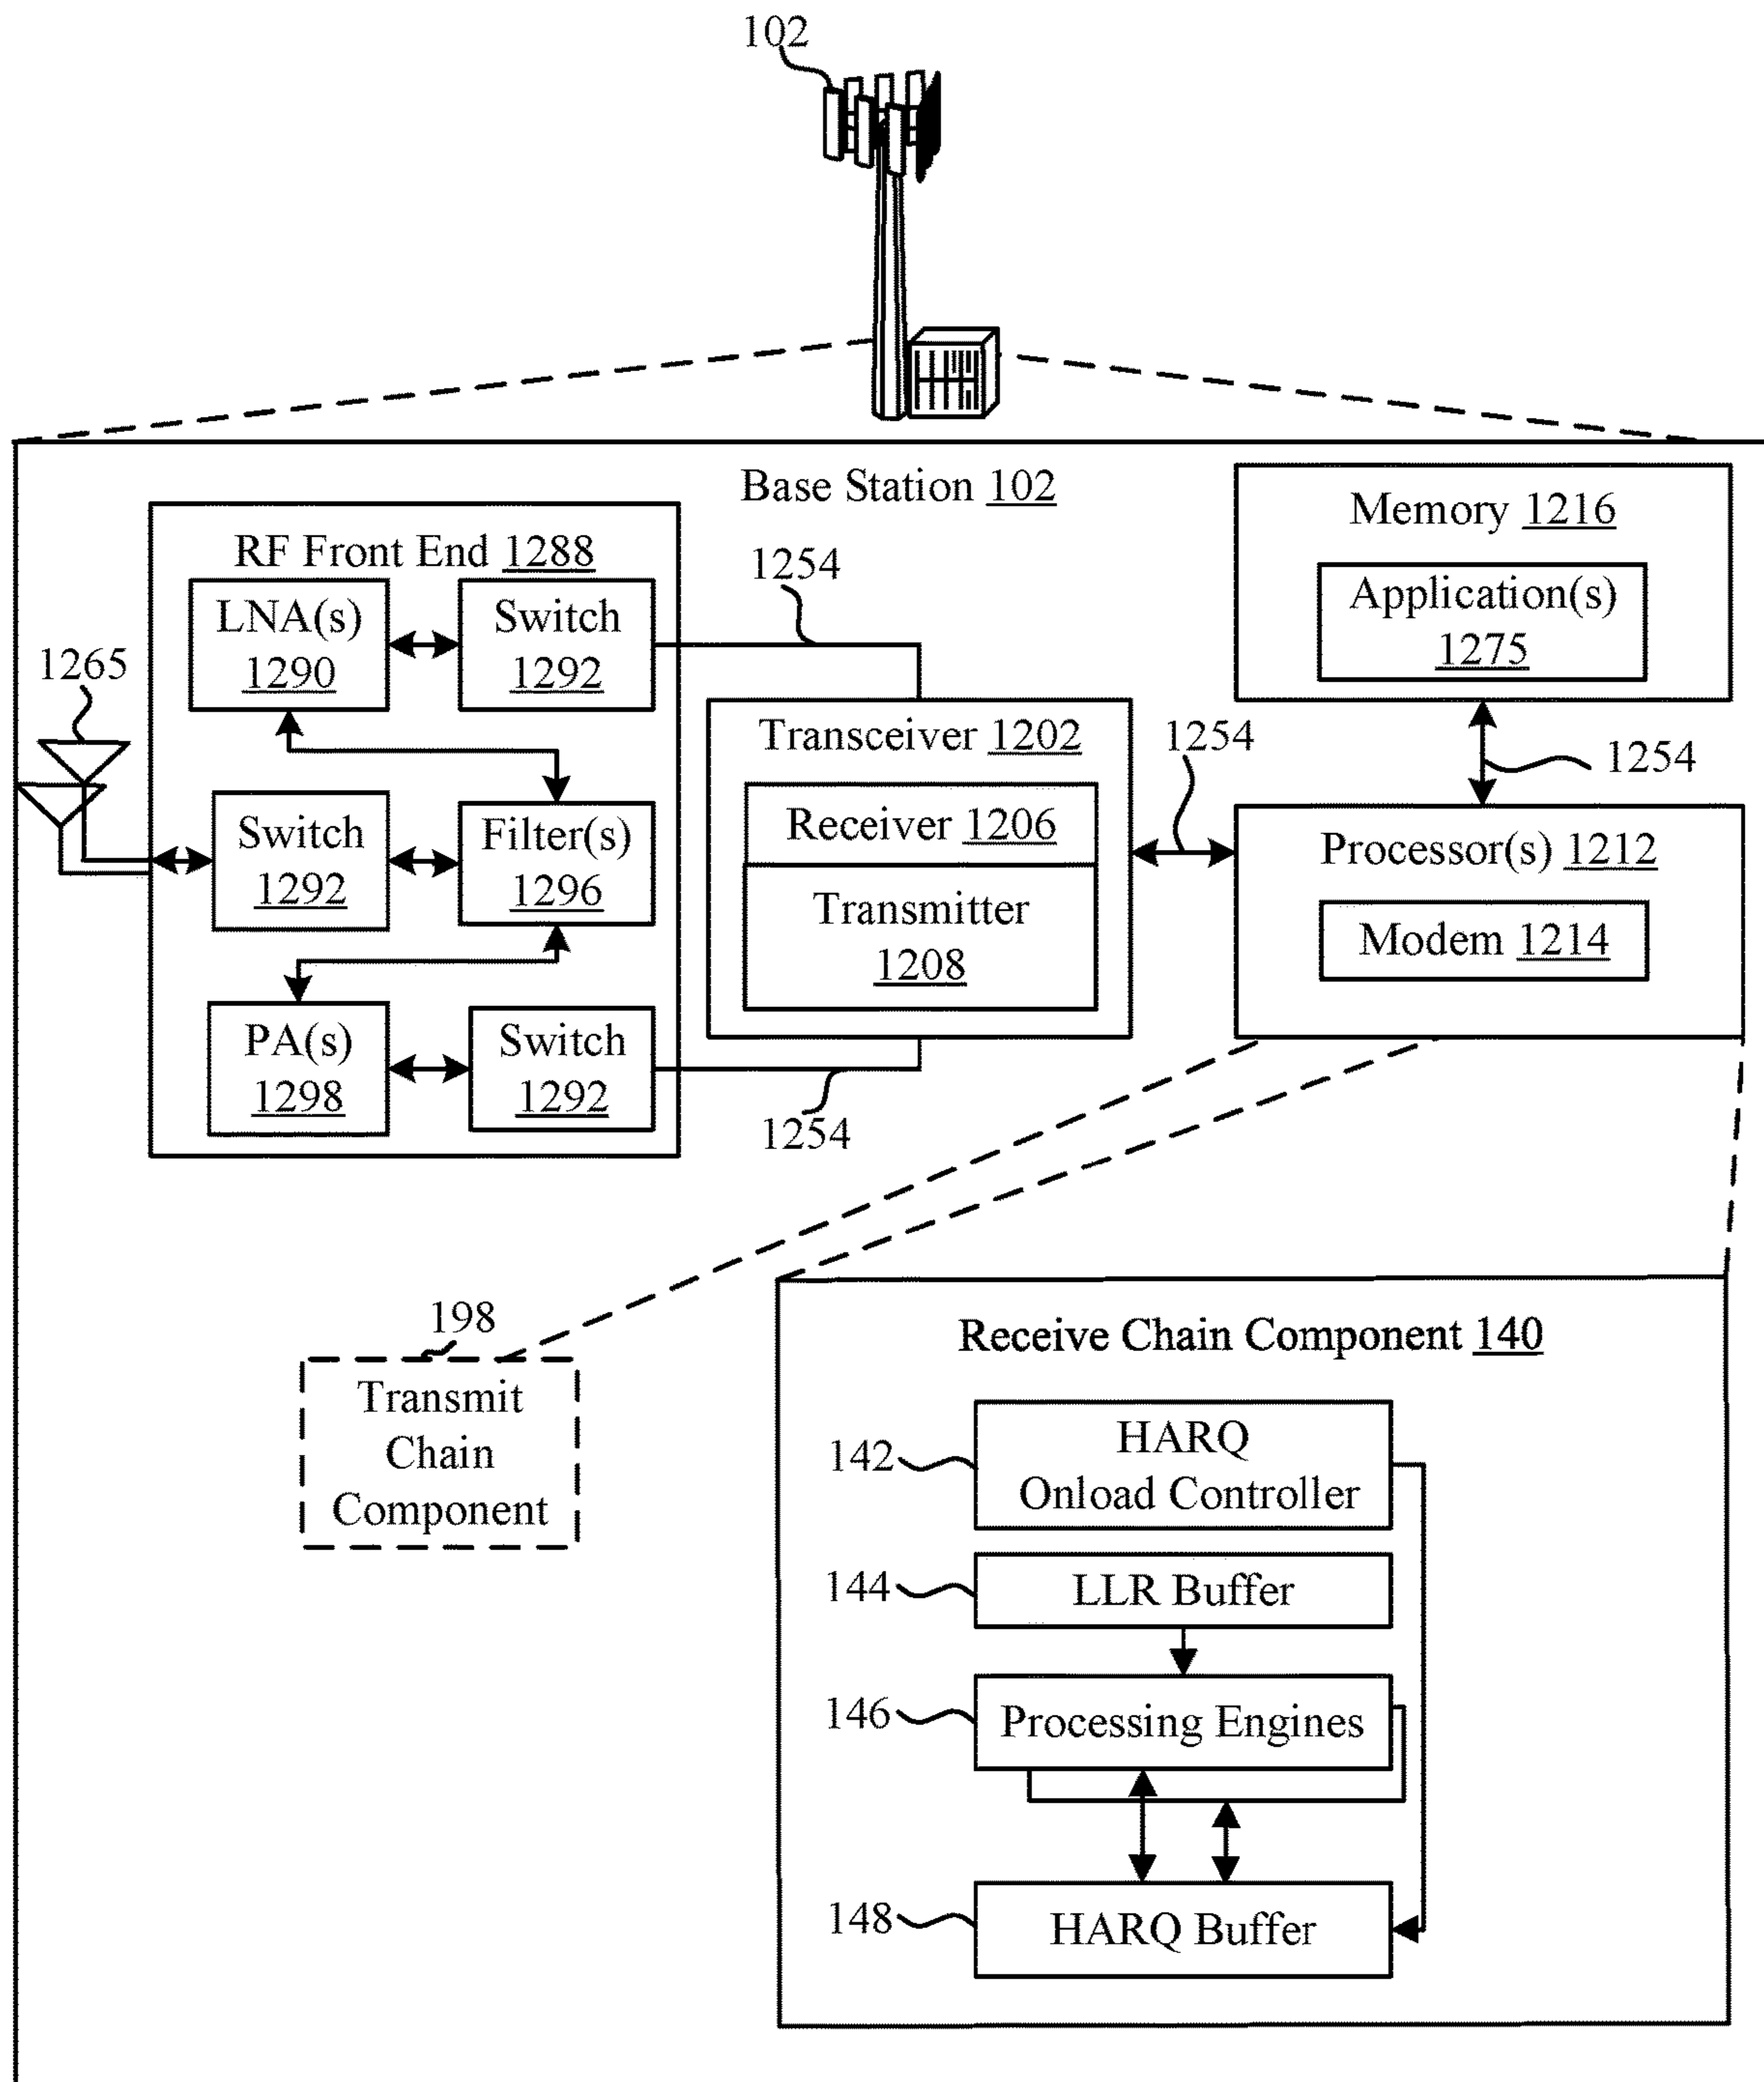 102
Base Station 102
RF Front End 1288
LNA(s)
1290
Switch
1292
1254
1265
Switch
1292
Filter(s)
1296
PA(s)
1298
Switch
1292
1254
Transceiver 1202
Receiver 1206
Transmitter
1208
1254
Memory 1216
Application(s)
1275
1254
Processor(s) 1212
Modem 1214
198
Transmit
Chain
Component
Receive Chain Component 140
142
HARQ
Onload Controller
144
LLR Buffer
146
Processing Engines
148
HARQ Buffer